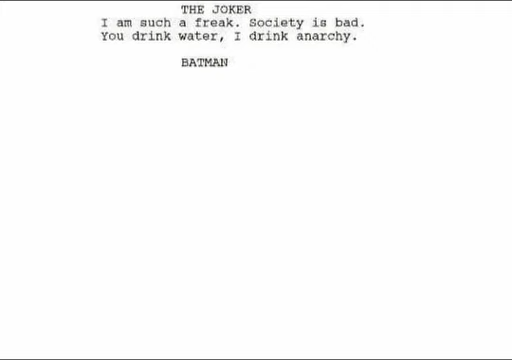 THE JOKER
I am such a freak. Society is bad.
You drink water, I drink anarchy.
BATMAN